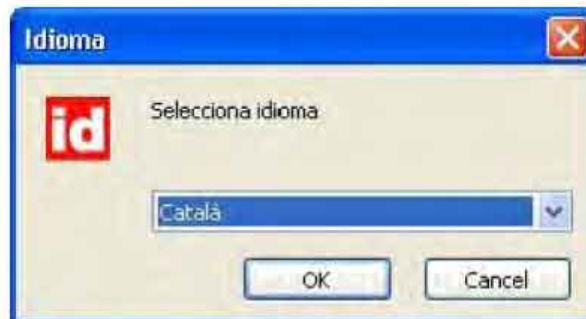 Idioma
id
Selecciona idioma
Català
OK Cancel